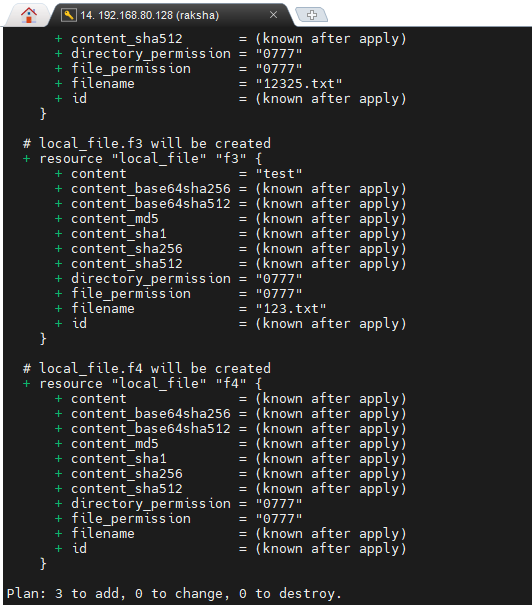 14. 192.168.80.128 (raksha)
+ content_sha512 = (known after apply)
+ directory_permission = "0777"
+ file_permission = "0777"
+ filename = "12325.txt"
+ id = (known after apply)
}
# local_file.f3 will be created
+ resource "local_file" "f3" {
+ content = "test"
+ content_base64sha256 = (known after apply)
+ content_base64sha512 = (known after apply)
+ content_md5 = (known after apply)
+ content_sha1 = (known after apply)
+ content_sha256 = (known after apply)
+ content_sha512 = (known after apply)
+ directory_permission = "0777"
+ file_permission = "0777"
+ filename = "123.txt"
+ id = (known after apply)
}
# local_file.f4 will be created
+ resource "local_file" "f4" {
+ content = (known after apply)
+ content_base64sha256 = (known after apply)
+ content_base64sha512 = (known after apply)
+ content_md5 = (known after apply)
+ content_sha1 = (known after apply)
+ content_sha256 = (known after apply)
+ content_sha512 = (known after apply)
+ directory_permission = "0777"
+ file_permission = "0777"
+ filename = (known after apply)
+ id = (known after apply)
}
Plan: 3 to add, 0 to change, 0 to destroy.